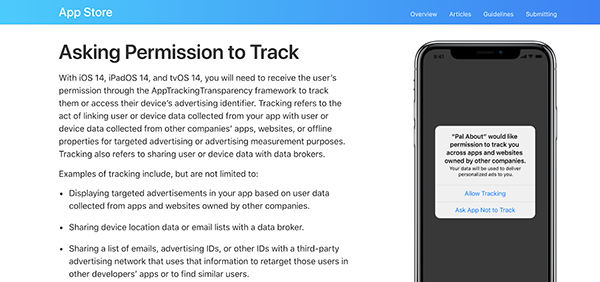 App Store
Overview
Articles
Guidelines
Submitting
Asking Permission to Track
With iOS 14, iPadOS 14, and tvOS 14, you will need to receive the user's
permission through the AppTrackingTransparency framework to track
them or access their device's advertising identifier. Tracking refers to the
act of linking user or device data collected from your app with user or
device data collected from other companies' apps, websites, or offline
properties for targeted advertising or advertising measurement purposes.
Tracking also refers to sharing user or device data with data brokers.
Examples of tracking include, but are not limited to:
• Displaying targeted advertisements in your app based on user data
collected from apps and websites owned by other companies.
• Sharing device location data or email lists with a data broker.
• Sharing a list of emails, advertising IDs, or other IDs with a third-party
advertising network that uses that information to retarget those users in
other developers' apps or to find similar users.
9:41
"Pal About" would like
permission to track you
across apps and websites
owned by other companies.
Your data will be used to deliver
personalized ads to you.
Allow Tracking
Ask App Not to Track